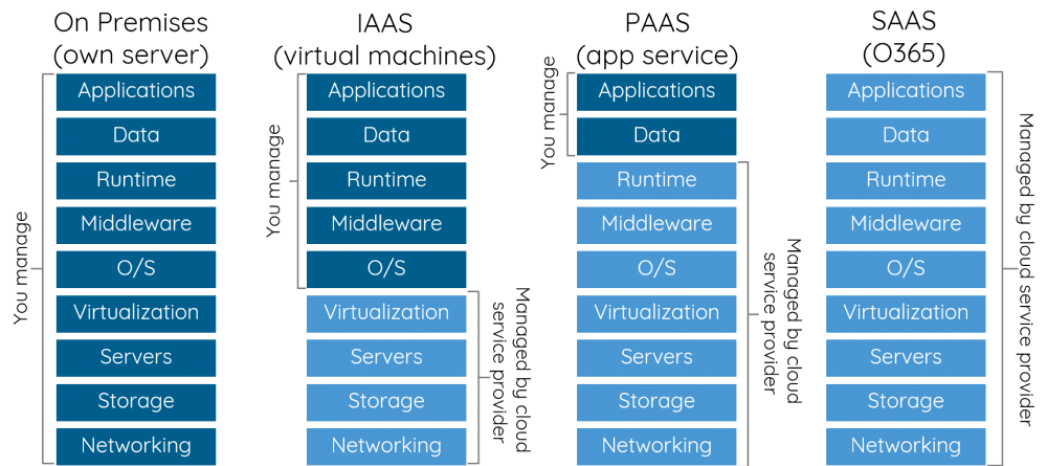 On Premises
(own server)
You manage
Applications
Data
Runtime
Middleware
O/S
Virtualization
Servers
Storage
Networking
IAAS
(virtual machines)
You manage
Applications
Data
Runtime
Middleware
O/S
Virtualization
Servers
Storage
Networking
Managed by cloud
service provider
PAAS
(app service)
You manage
Applications
Data
Runtime
Middleware
O/S
Virtualization
Servers
Storage
Networking
Managed by cloud
service provider
SAAS
(O365)
Applications
Data
Runtime
Middleware
O/S
Virtualization
Servers
Storage
Networking
Managed by cloud service provider